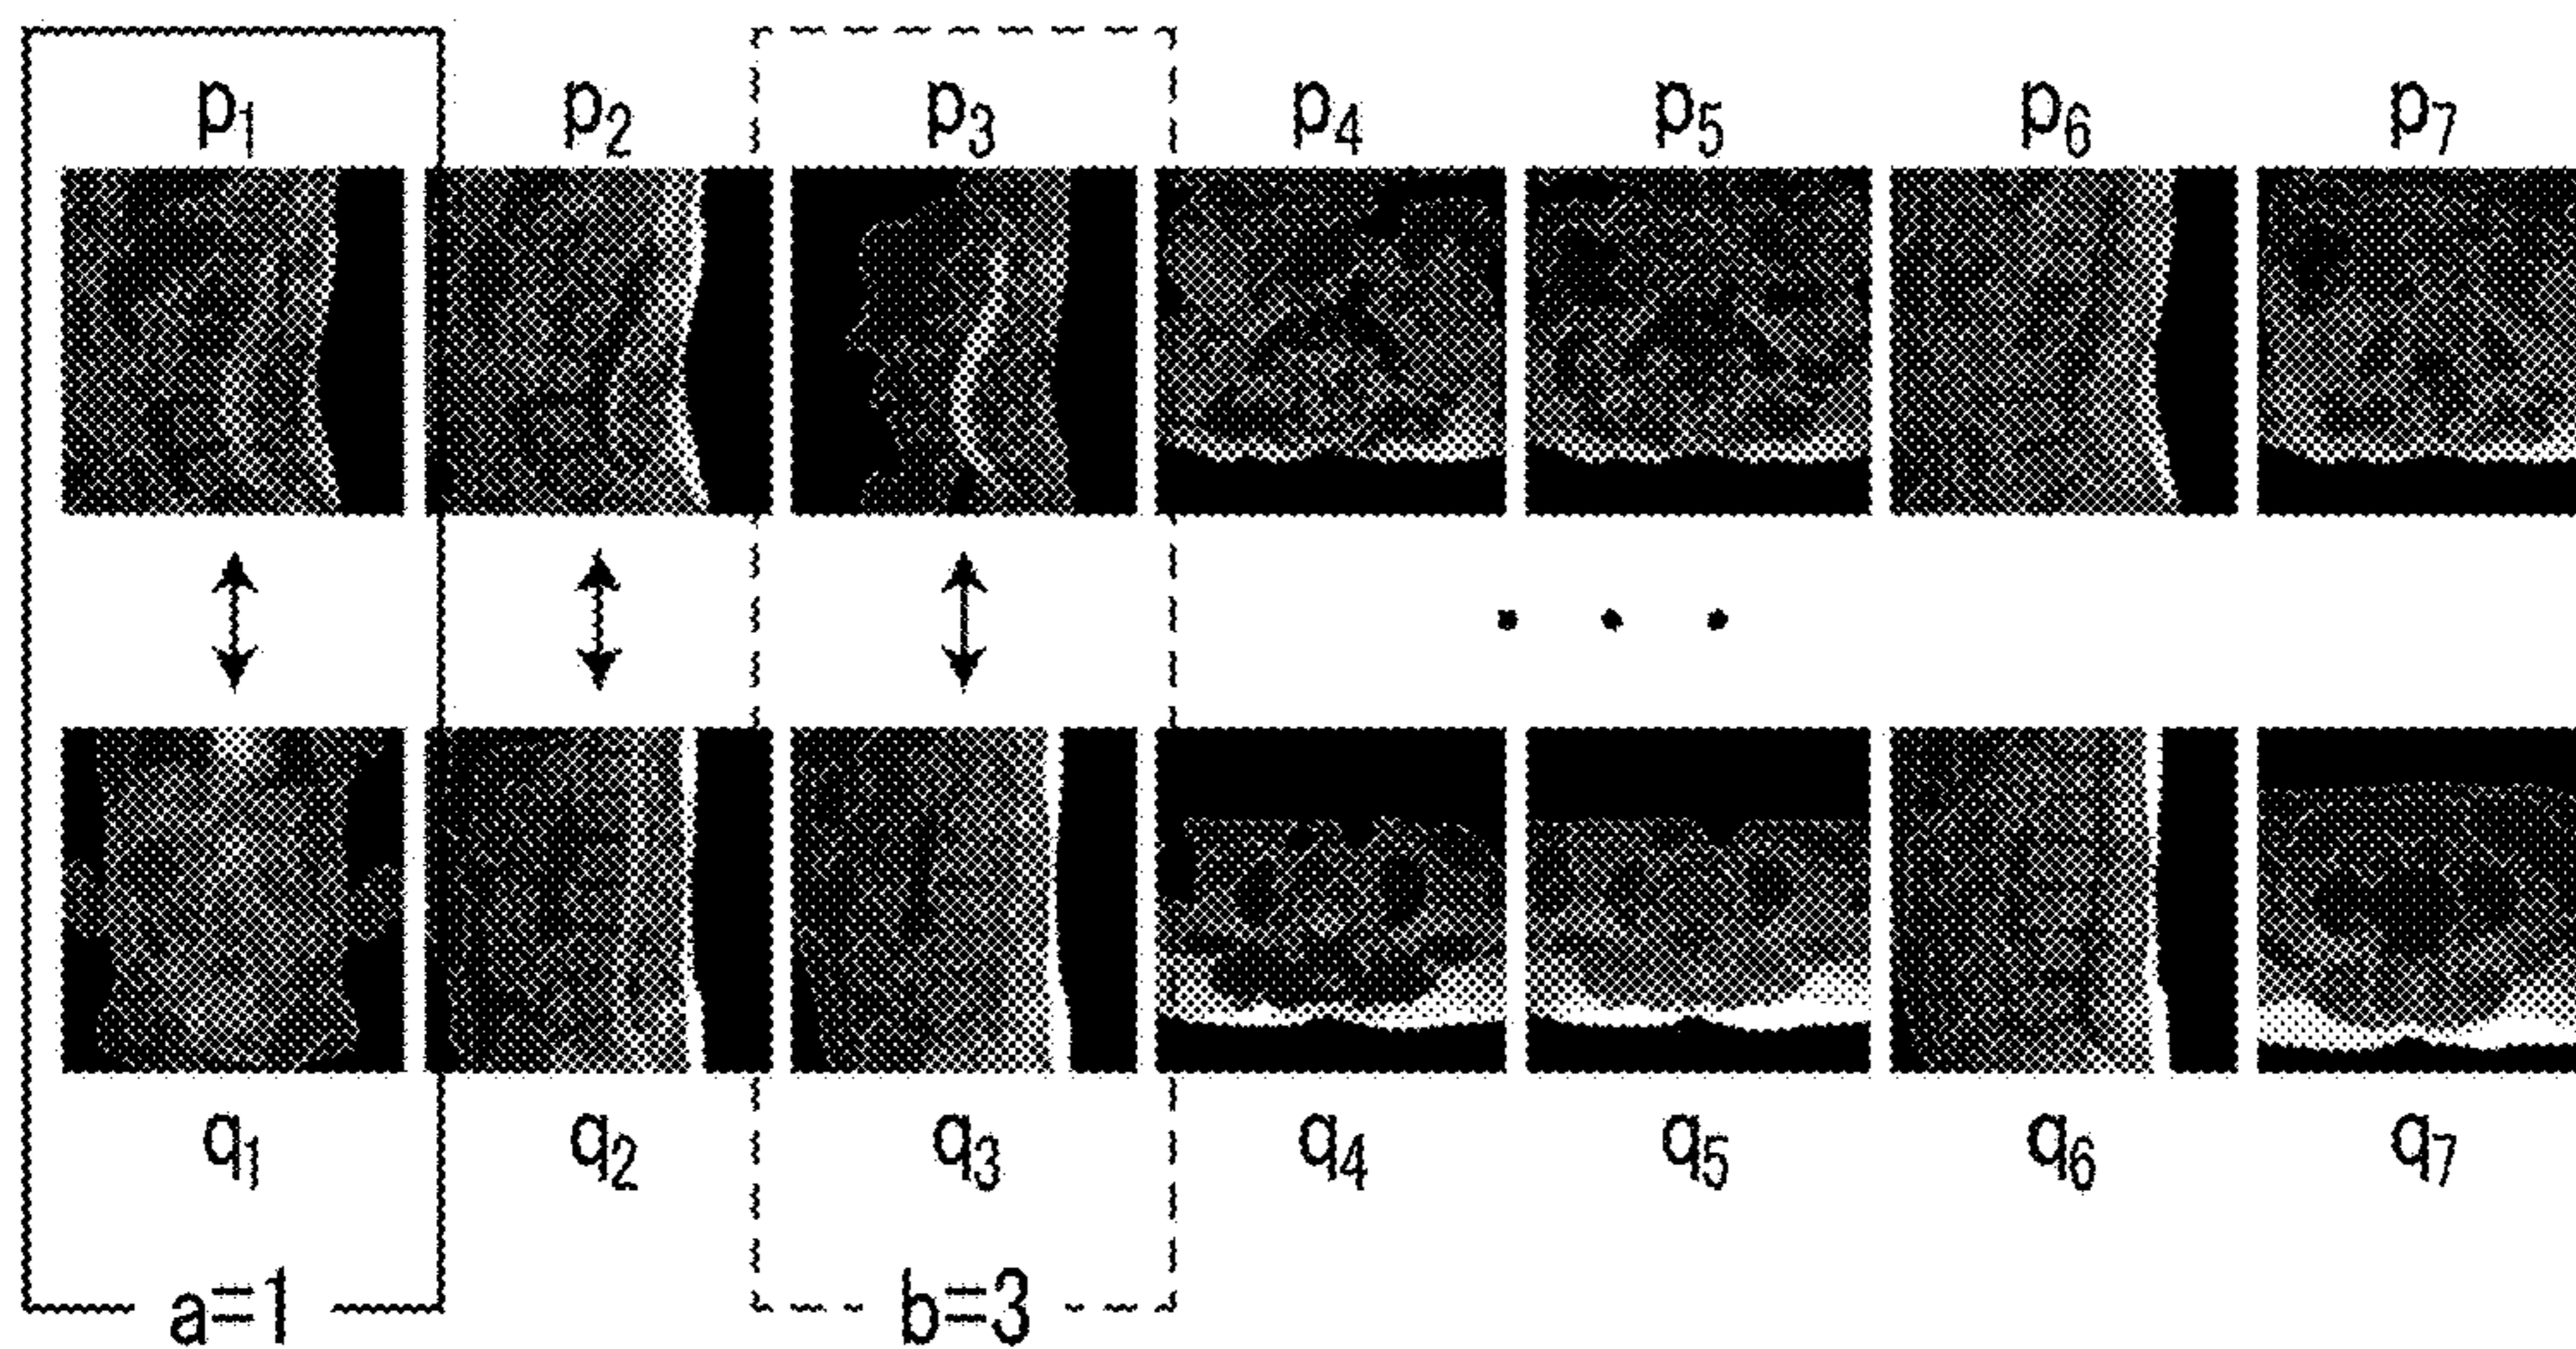 p₁ p₂ p₃ p₄ p₅ p₆ p₇
q₁ q₂ q₃ q₄ q₅ q₆ q₇
a=1 b=3